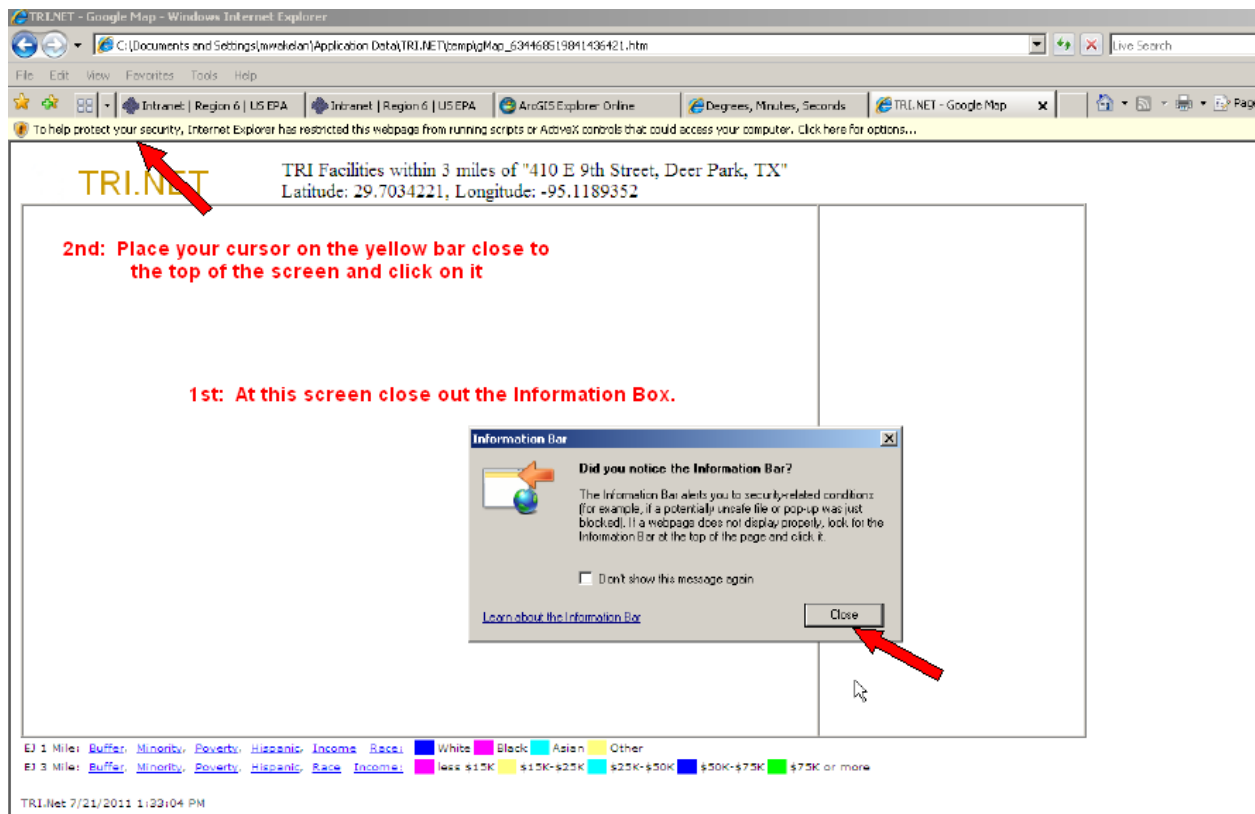 TRI.NET - Google Map - Windows Internet Explorer
C:\Documents and Settings\mwakelan\Application Data\TRI.NET\temp\gMap_634468519841436421.htm
Live Search
File Edit View Favorites Tools Help
Intranet | Region 6 | US EPA
Intranet | Region 6 | US EPA
ArcGIS Explorer Online
Degrees, Minutes, Seconds
TRI.NET - Google Map
Page
To help protect your security, Internet Explorer has restricted this webpage from running scripts or ActiveX controls that could access your computer. Click here for options...
TRI.NET
TRI Facilities within 3 miles of "410 E 9th Street, Deer Park, TX"
Latitude: 29.7034221, Longitude: -95.1189352
2nd: Place your cursor on the yellow bar close to
the top of the screen and click on it
1st: At this screen close out the Information Box.
Information Bar
Did you notice the Information Bar?
The Information Bar alerts you to security-related conditions
(for example, if a potentially unsafe file or pop-up was just
blocked). If a webpage does not display properly, look for the
Information Bar at the top of the page and click it.
Don't show this message again
Learn about the Information Bar
Close
EJ 1 Mile: Buffer, Minority, Poverty, Hispanic, Income Race: White Black Asian Other
EJ 3 Mile: Buffer, Minority, Poverty, Hispanic, Race Income: less $15K $15K-$25K $25K-$50K $50K-$75K $75K or more
TRI.Net 7/21/2011 1:33:04 PM